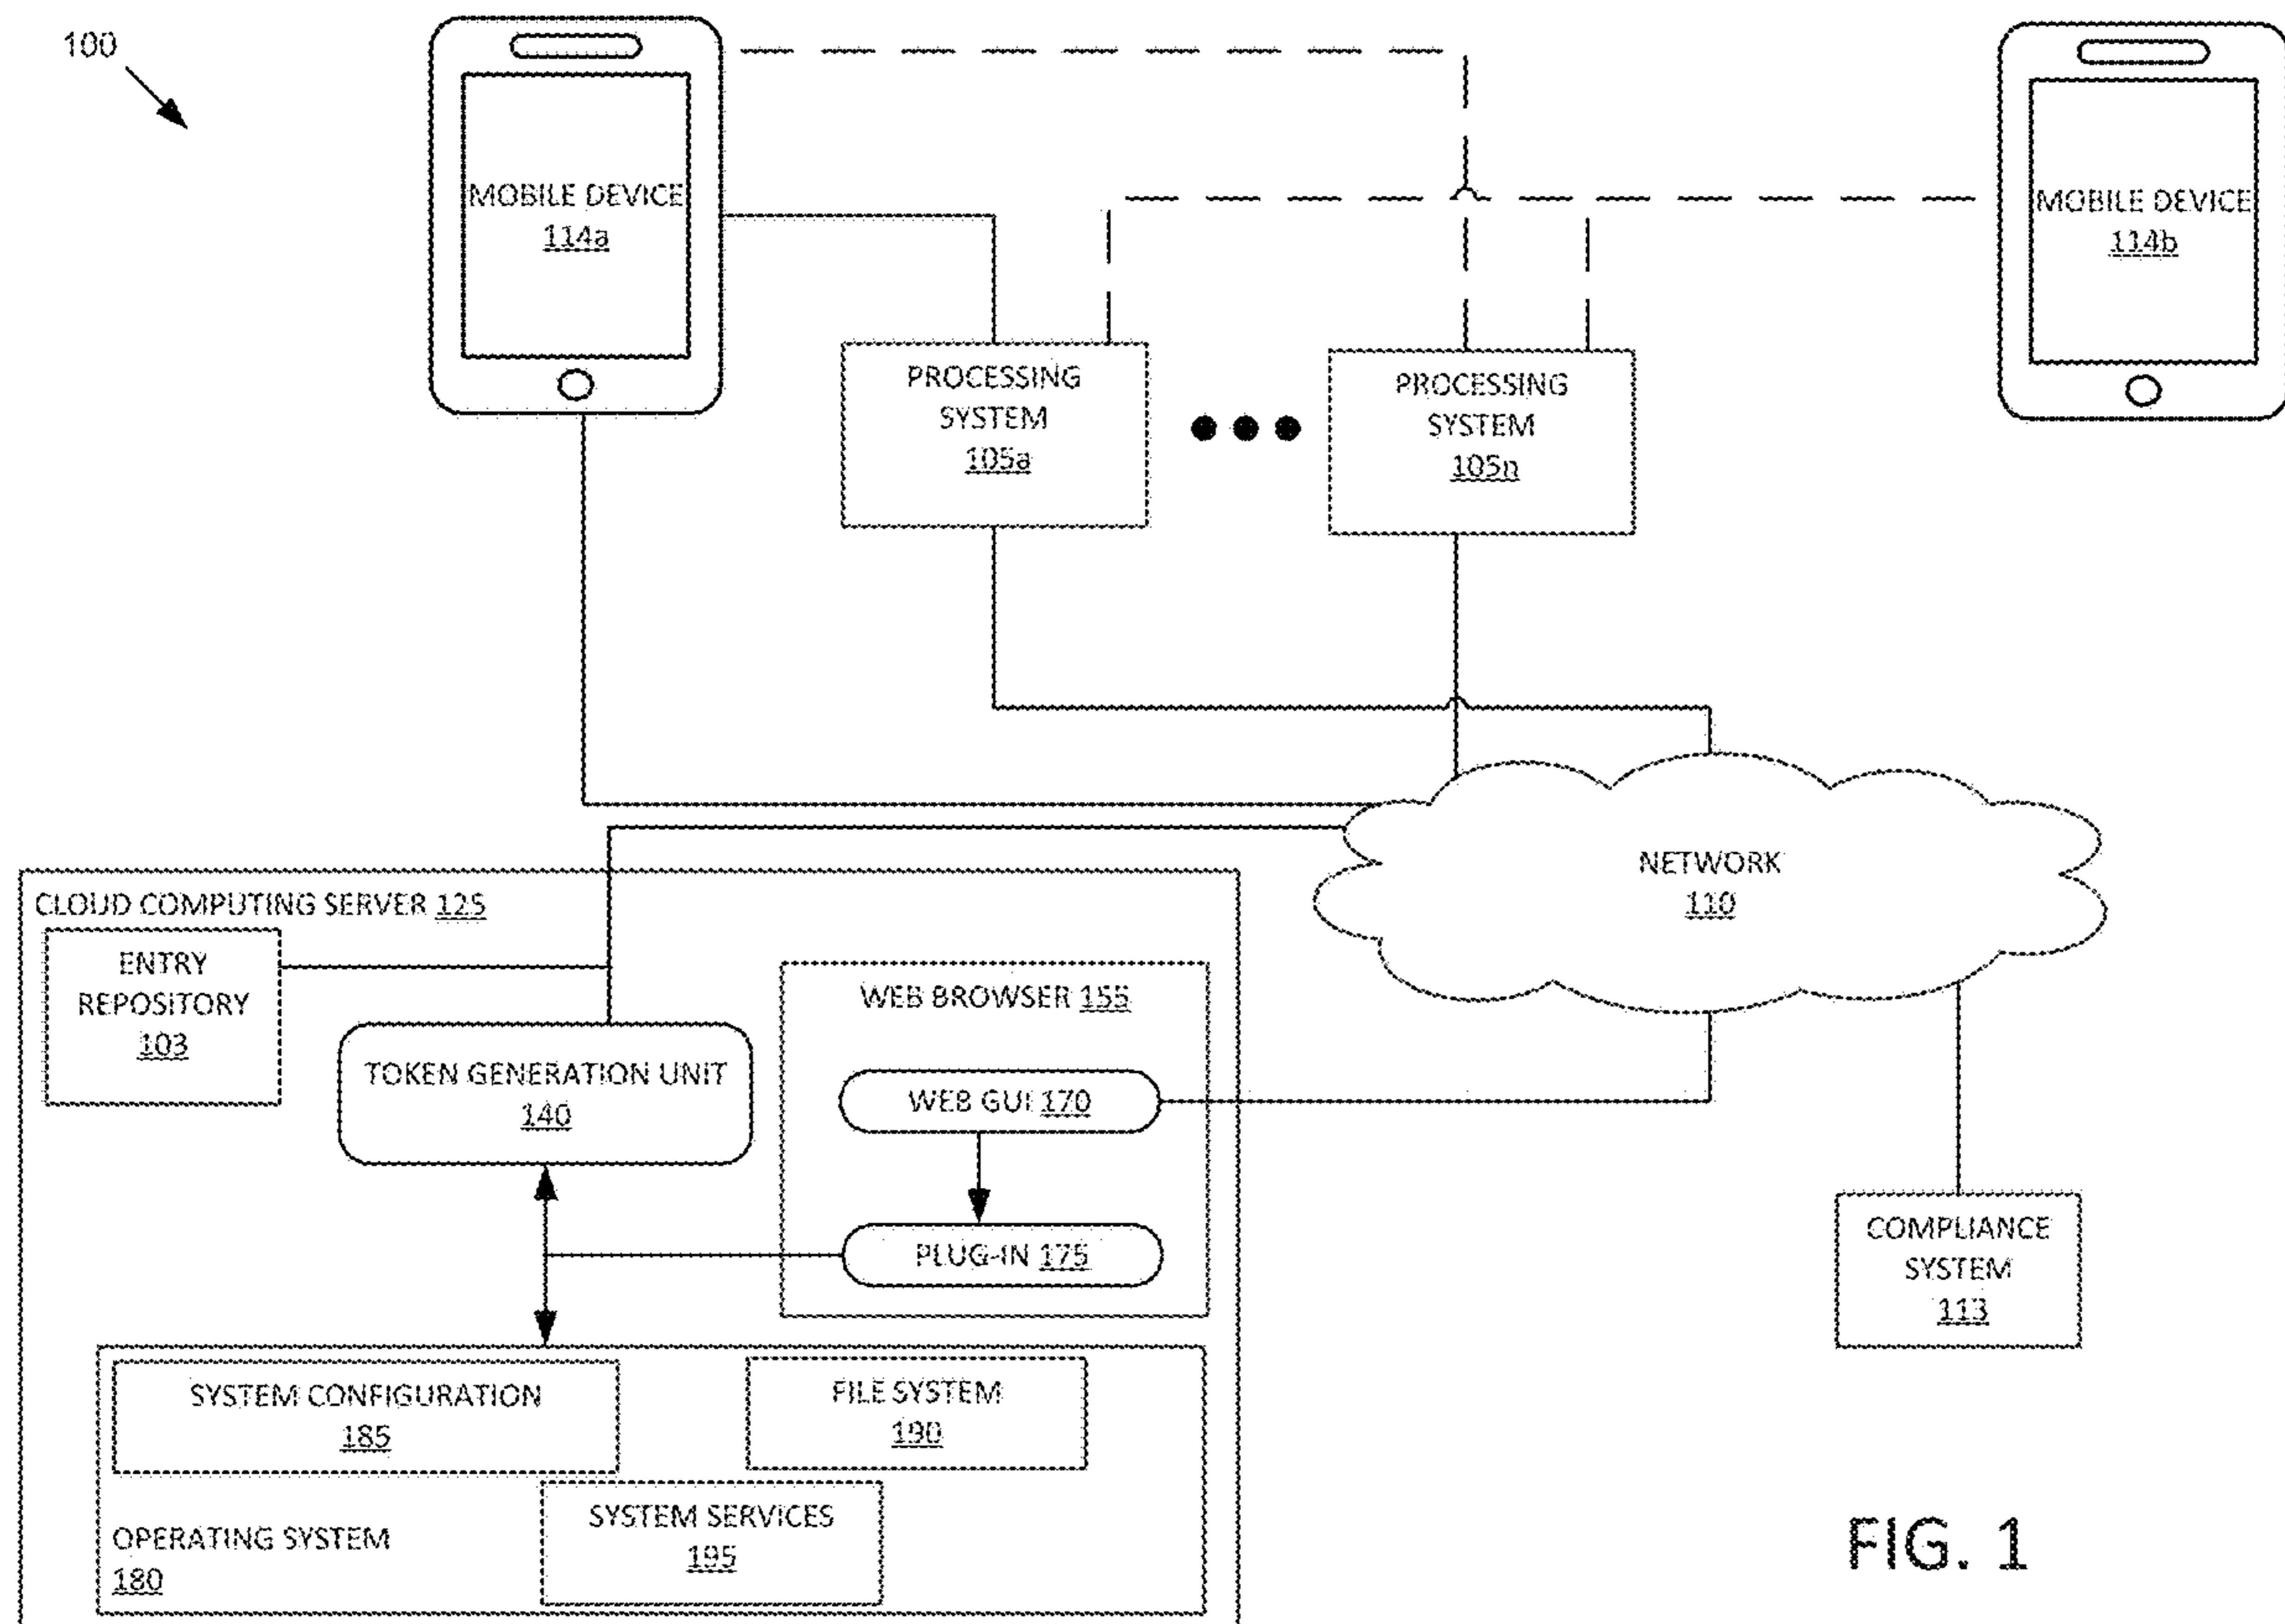 100
MOBILE DEVICE
114a
MOBILE DEVICE
114b
PROCESSING
SYSTEM
105a
PROCESSING
SYSTEM
105n
NETWORK
110
CLOUD COMPUTING SERVER 125
ENTRY
REPOSITORY
103
TOKEN GENERATION UNIT
140
WEB BROWSER 155
WEB GUI 170
PLUG-IN 175
COMPLIANCE
SYSTEM
113
SYSTEM CONFIGURATION
185
FILE SYSTEM
190
SYSTEM SERVICES
195
OPERATING SYSTEM
180
FIG. 1